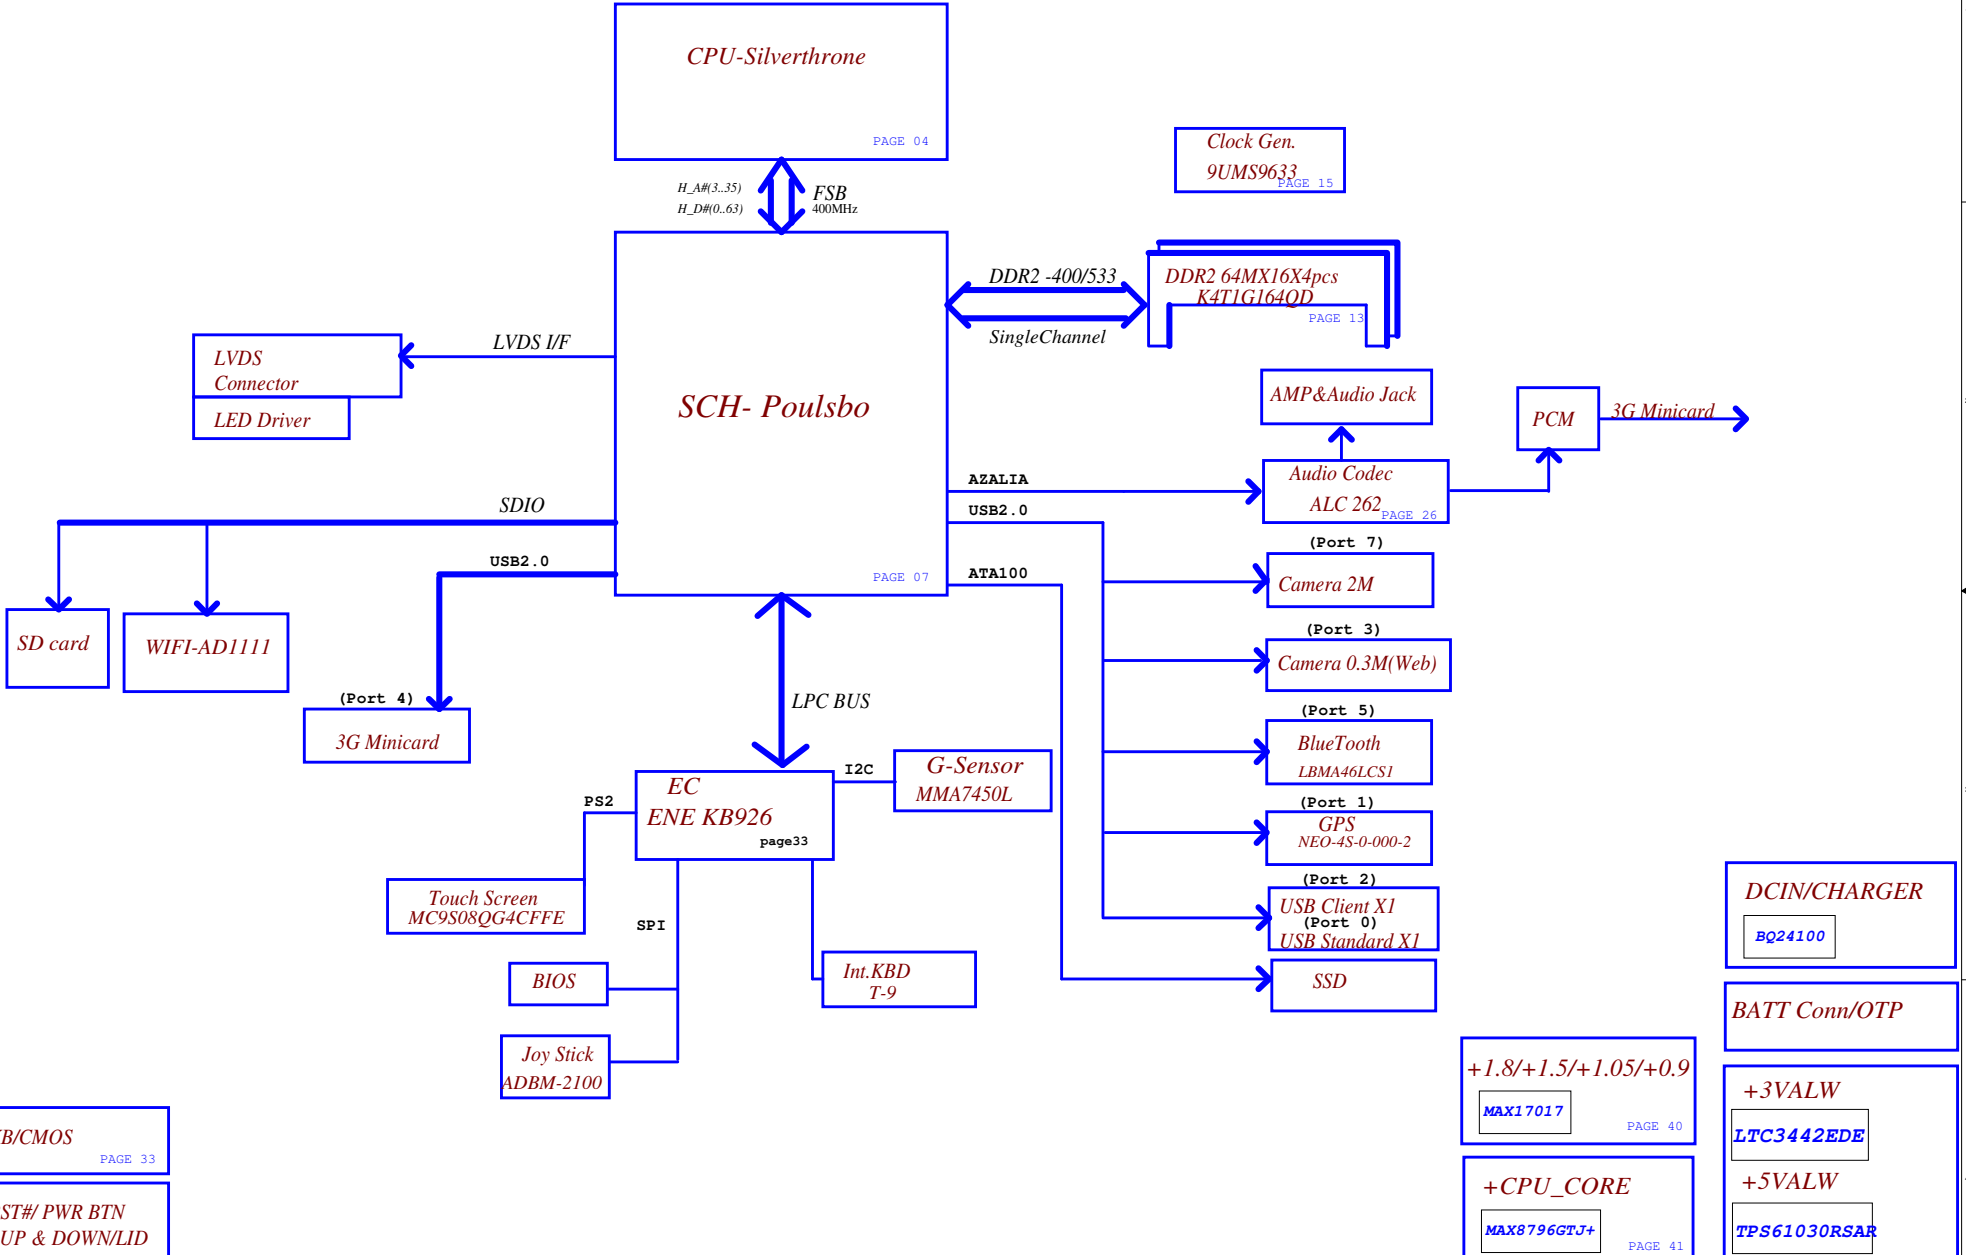 CPU-Silverthrone
PAGE 04
Clock Gen.
9UMS9633
PAGE 15
H_A#(3..35)
H_D#(0..63)
FSB
400MHz
DDR2 -400/533
SingleChannel
DDR2 64MX16X4pcs
K4T1G164QD
PAGE 13
LVDS I/F
LVDS
Connector
LED Driver
SCH- Poulsbo
PAGE 07
AMP&Audio Jack
PCM
3G Minicard
AZALIA
Audio Codec
ALC 262
PAGE 26
USB2.0
ATA100
SDIO
USB2.0
SD card
WIFI-AD1111
(Port 4)
3G Minicard
LPC BUS
(Port 7)
Camera 2M
(Port 3)
Camera 0.3M(Web)
(Port 5)
BlueTooth
LBMA46LCS1
(Port 1)
GPS
NEO-4S-0-000-2
(Port 2)
USB Client X1
(Port 0)
USB Standard X1
SSD
EC
ENE KB926
page33
I2C
G-Sensor
MMA7450L
PS2
Touch Screen
MC9S08QG4CFFE
SPI
BIOS
Joy Stick
ADBM-2100
Int.KBD
T-9
DCIN/CHARGER
BQ24100
BATT Conn/OTP
+1.8/+1.5/+1.05/+0.9
MAX17017
PAGE 40
+3VALW
LTC3442EDE
+5VALW
TPS61030RSAR
+CPU_CORE
MAX8796GTJ+
PAGE 41
B/CMOS
PAGE 33
ST#/ PWR BTN
UP & DOWN/LID